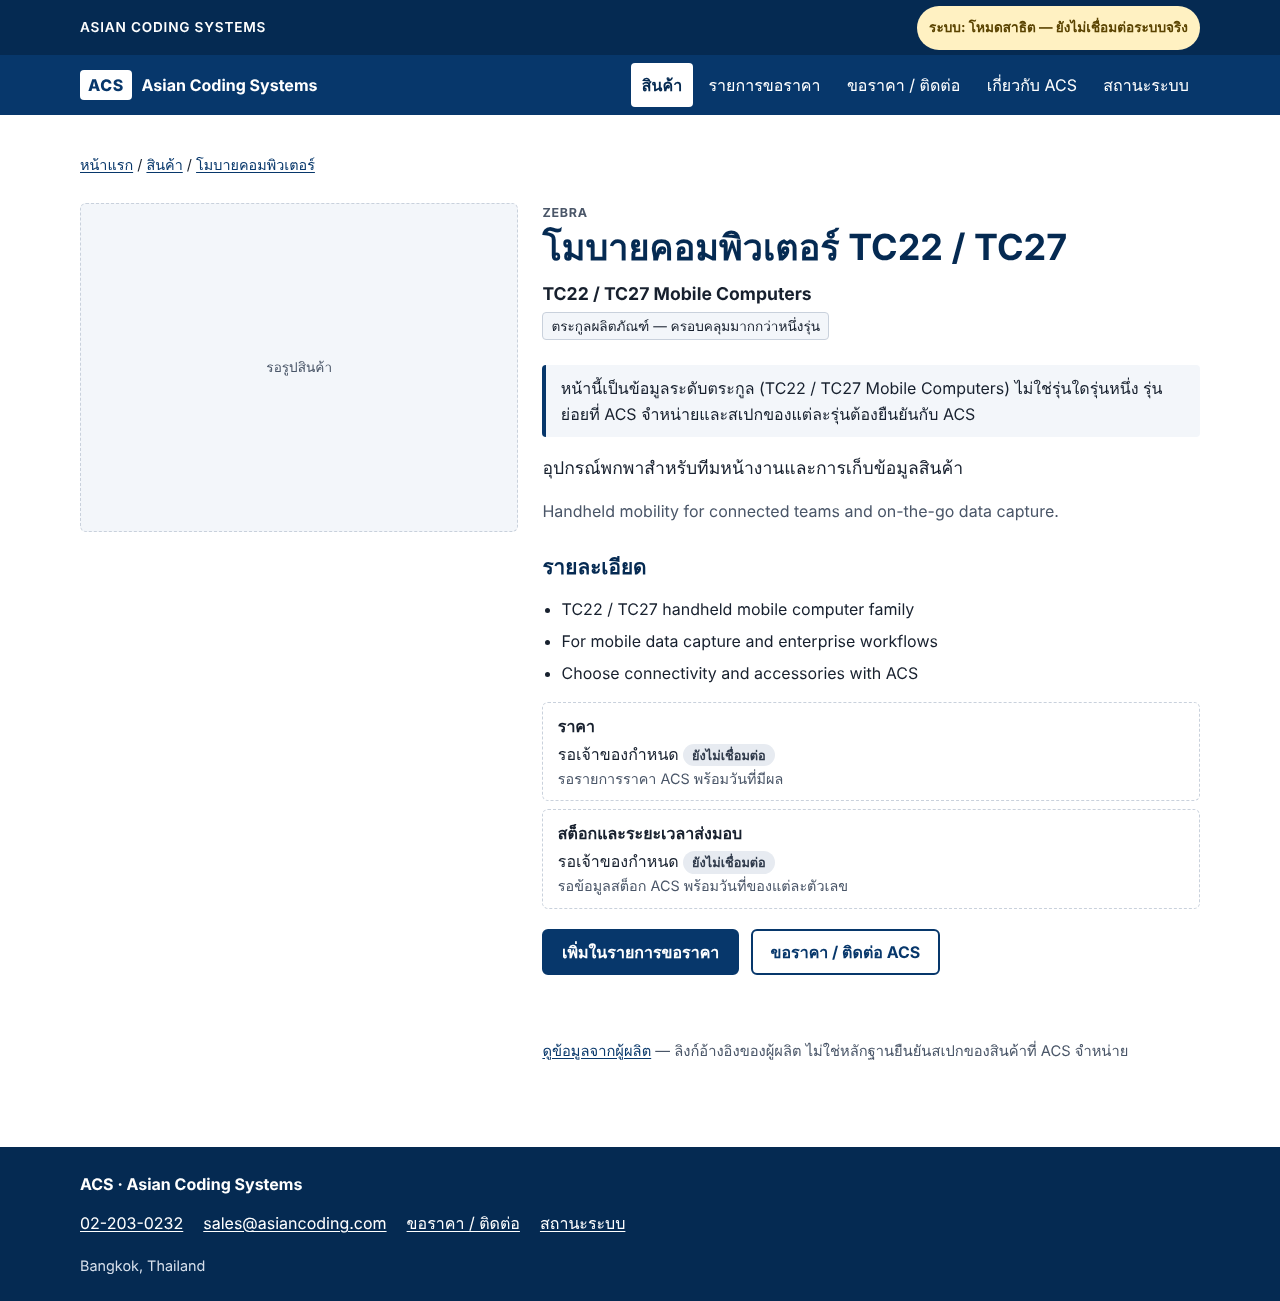 ASIAN CODING SYSTEMS
ระบบ: โหมดสาธิต — ยังไม่เชื่อมต่อระบบจริง
ACS Asian Coding Systems
สินค้า รายการขอราคา ขอราคา / ติดต่อ เกี่ยวกับ ACS สถานะระบบ
หน้าแรก / สินค้า / โมบายคอมพิวเตอร์
รอรูปสินค้า
ZEBRA
โมบายคอมพิวเตอร์ TC22 / TC27
TC22 / TC27 Mobile Computers
ตระกูลผลิตภัณฑ์ — ครอบคลุมมากกว่าหนึ่งรุ่น
หน้านี้เป็นข้อมูลระดับตระกูล (TC22 / TC27 Mobile Computers) ไม่ใช่รุ่นใดรุ่นหนึ่ง รุ่น
ย่อยที่ ACS จำหน่ายและสเปกของแต่ละรุ่นต้องยืนยันกับ ACS
อุปกรณ์พกพาสำหรับทีมหน้างานและการเก็บข้อมูลสินค้า
Handheld mobility for connected teams and on-the-go data capture.
รายละเอียด
• TC22 / TC27 handheld mobile computer family
• For mobile data capture and enterprise workflows
• Choose connectivity and accessories with ACS
ราคา
รอเจ้าของกำหนด ยังไม่เชื่อมต่อ
รอรายการราคา ACS พร้อมวันที่มีผล
สต็อกและระยะเวลาส่งมอบ
รอเจ้าของกำหนด ยังไม่เชื่อมต่อ
รอข้อมูลสต็อก ACS พร้อมวันที่ของแต่ละตัวเลข
เพิ่มในรายการขอราคา ขอราคา / ติดต่อ ACS
ดูข้อมูลจากผู้ผลิต — ลิงก์อ้างอิงของผู้ผลิต ไม่ใช่หลักฐานยืนยันสเปกของสินค้าที่ ACS จำหน่าย
ACS · Asian Coding Systems
02-203-0232 sales@asiancoding.com ขอราคา / ติดต่อ สถานะระบบ
Bangkok, Thailand